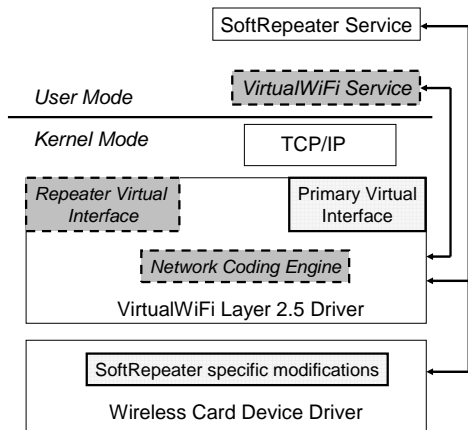 SoftRepeater Service
VirtualWiFi Service
User Mode
Kernel Mode
TCP/IP
Repeater Virtual
Interface
Primary Virtual
Interface
Network Coding Engine
VirtualWiFi Layer 2.5 Driver
SoftRepeater specific modifications
Wireless Card Device Driver